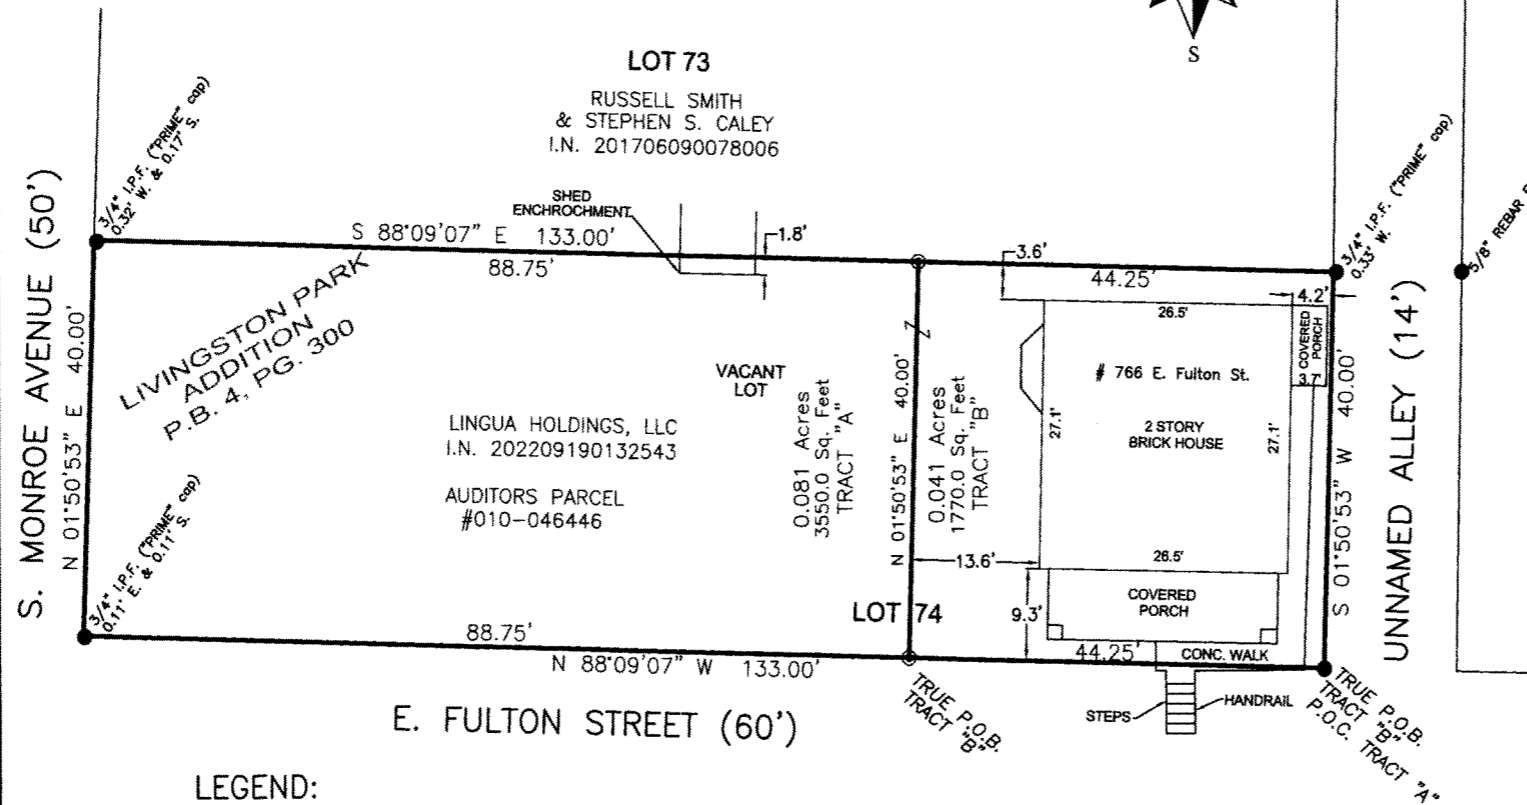 S
LOT 73
RUSSELL SMITH
& STEPHEN S. CALEY
I.N. 201706090078006
3/4" I.P.F. ("PRIME" cap)
0.32' W. & 0.17' S.
SHED
ENCHROCHMENT
S 88°09'07" E 133.00'
88.75'
1.8'
3.6'
44.25'
4.2'
3/4" I.P.F. ("PRIME" cap)
0.33' W.
5/8" REBAR
S. MONROE AVENUE (50')
N 01°50'53" E 40.00'
LIVINGSTON PARK
ADDITION
P.B. 4, PG. 300
VACANT
LOT
LINGUA HOLDINGS, LLC
I.N. 202209190132543
AUDITORS PARCEL
#010-046446
0.081 Acres
3550.0 Sq. Feet
TRACT "A"
N 01°50'53" E 40.00'
0.041 Acres
1770.0 Sq. Feet
TRACT "B"
26.5'
COVERED
PORCH
3.7'
# 766 E. Fulton St.
2 STORY
BRICK HOUSE
27.1'
27.1'
S 01°50'53" W 40.00'
UNNAMED ALLEY (14')
13.6'
26.5'
COVERED
PORCH
9.3'
LOT 74
3/4" I.P.F. ("PRIME" cap)
0.11' E. & 0.11' S.
88.75'
N 88°09'07" W 133.00'
44.25'
CONC. WALK
STEPS
HANDRAIL
TRUE P.O.B.
TRACT "B"
TRUE P.O.B.
TRACT "B"
P.O.C. TRACT "A"
E. FULTON STREET (60')
LEGEND: